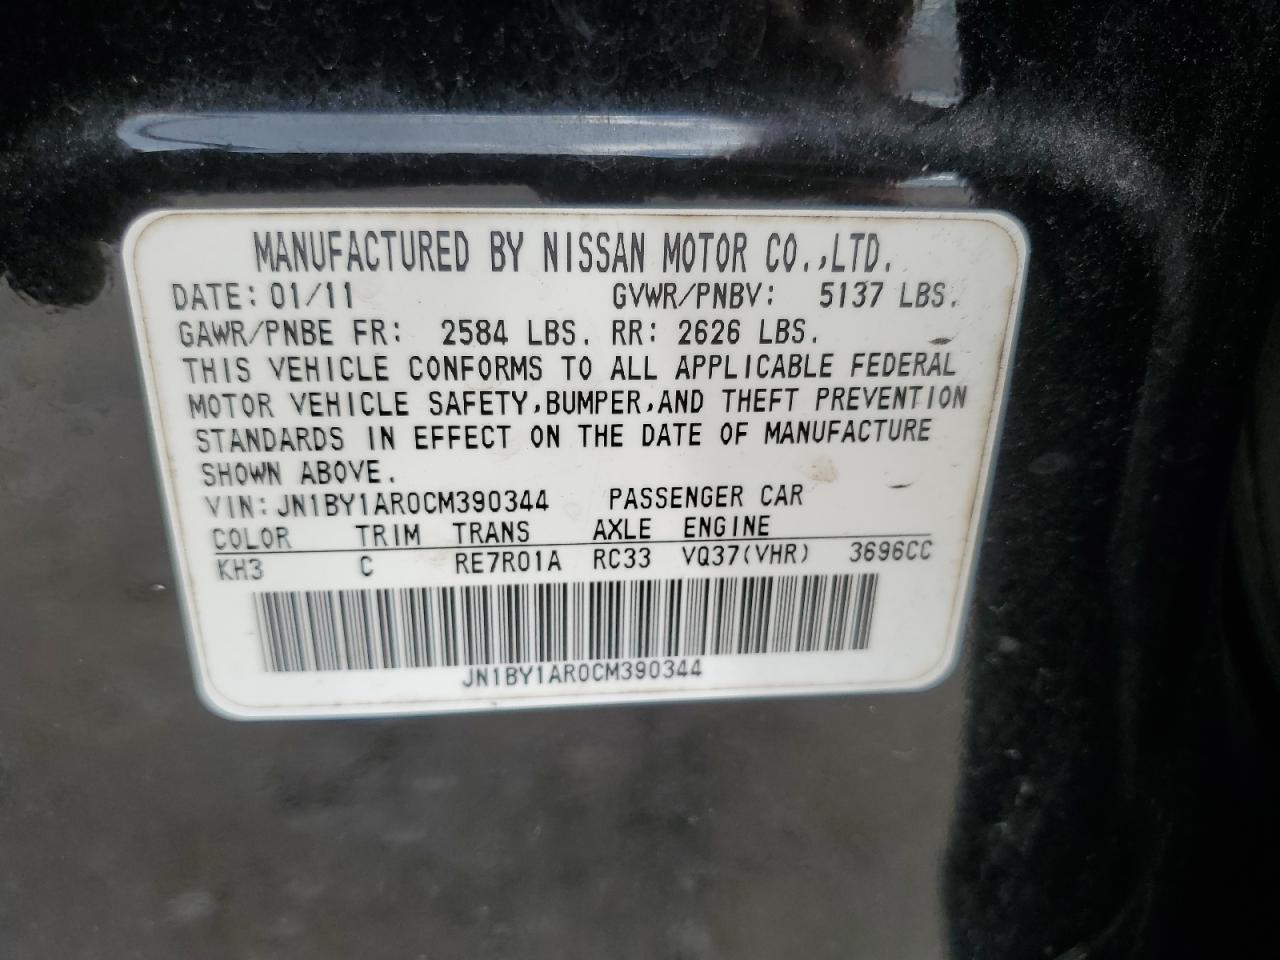 MANUFACTURED BY NISSAN MOTOR CO.,LTD.
DATE: 01/11 GVWR/PNBV: 5137 LBS.
GAWR/PNBE FR: 2584 LBS. RR: 2626 LBS.
THIS VEHICLE CONFORMS TO ALL APPLICABLE FEDERAL
MOTOR VEHICLE SAFETY,BUMPER,AND THEFT PREVENTION
STANDARDS IN EFFECT ON THE DATE OF MANUFACTURE
SHOWN ABOVE.
VIN: JN1BY1AR0CM390344 PASSENGER CAR
COLOR TRIM TRANS AXLE ENGINE
KH3 C RE7R01A RC33 VQ37(VHR) 3696CC
JN1BY1AR0CM390344